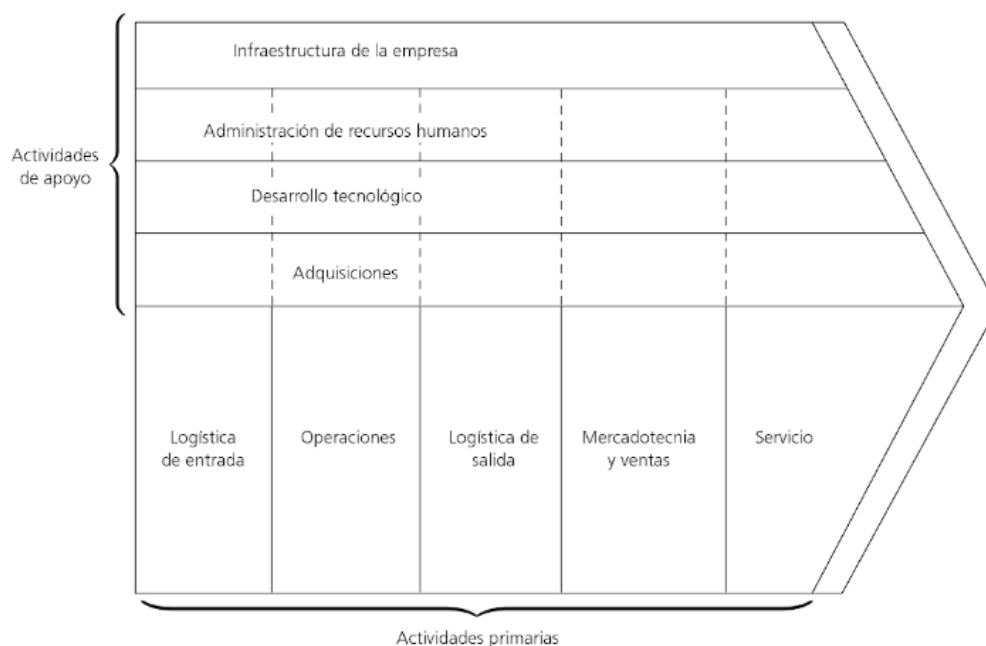 Infraestructura de la empresa
Administración de recursos humanos
Actividades
de apoyo
Desarrollo tecnológico
Adquisiciones
Logística
de entrada
Operaciones
Logística de
salida
Mercadotecnia
y ventas
Servicio
Actividades primarias